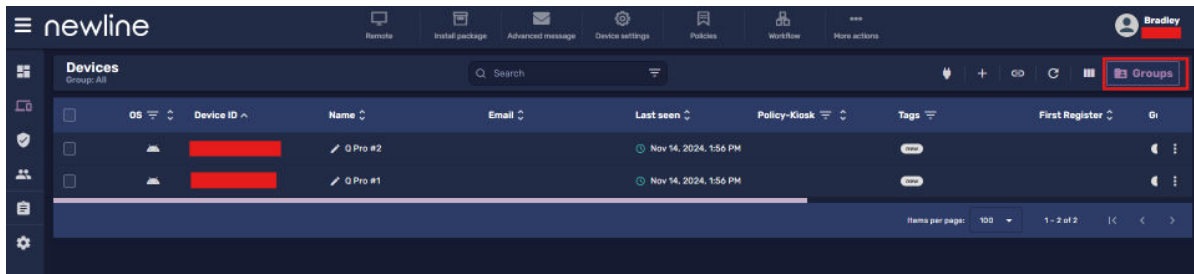 newline
Remote Install package Advanced message Device settings Policies Workflow More actions
Bradley
Devices
Group: All
Search
Groups
OS Device ID Name Email Last seen Policy-Kiosk Tags First Register
Q Pro #2 Nov 14, 2024, 1:56 PM new
Q Pro #1 Nov 14, 2024, 1:56 PM new
Items per page: 100 1 - 2 of 2